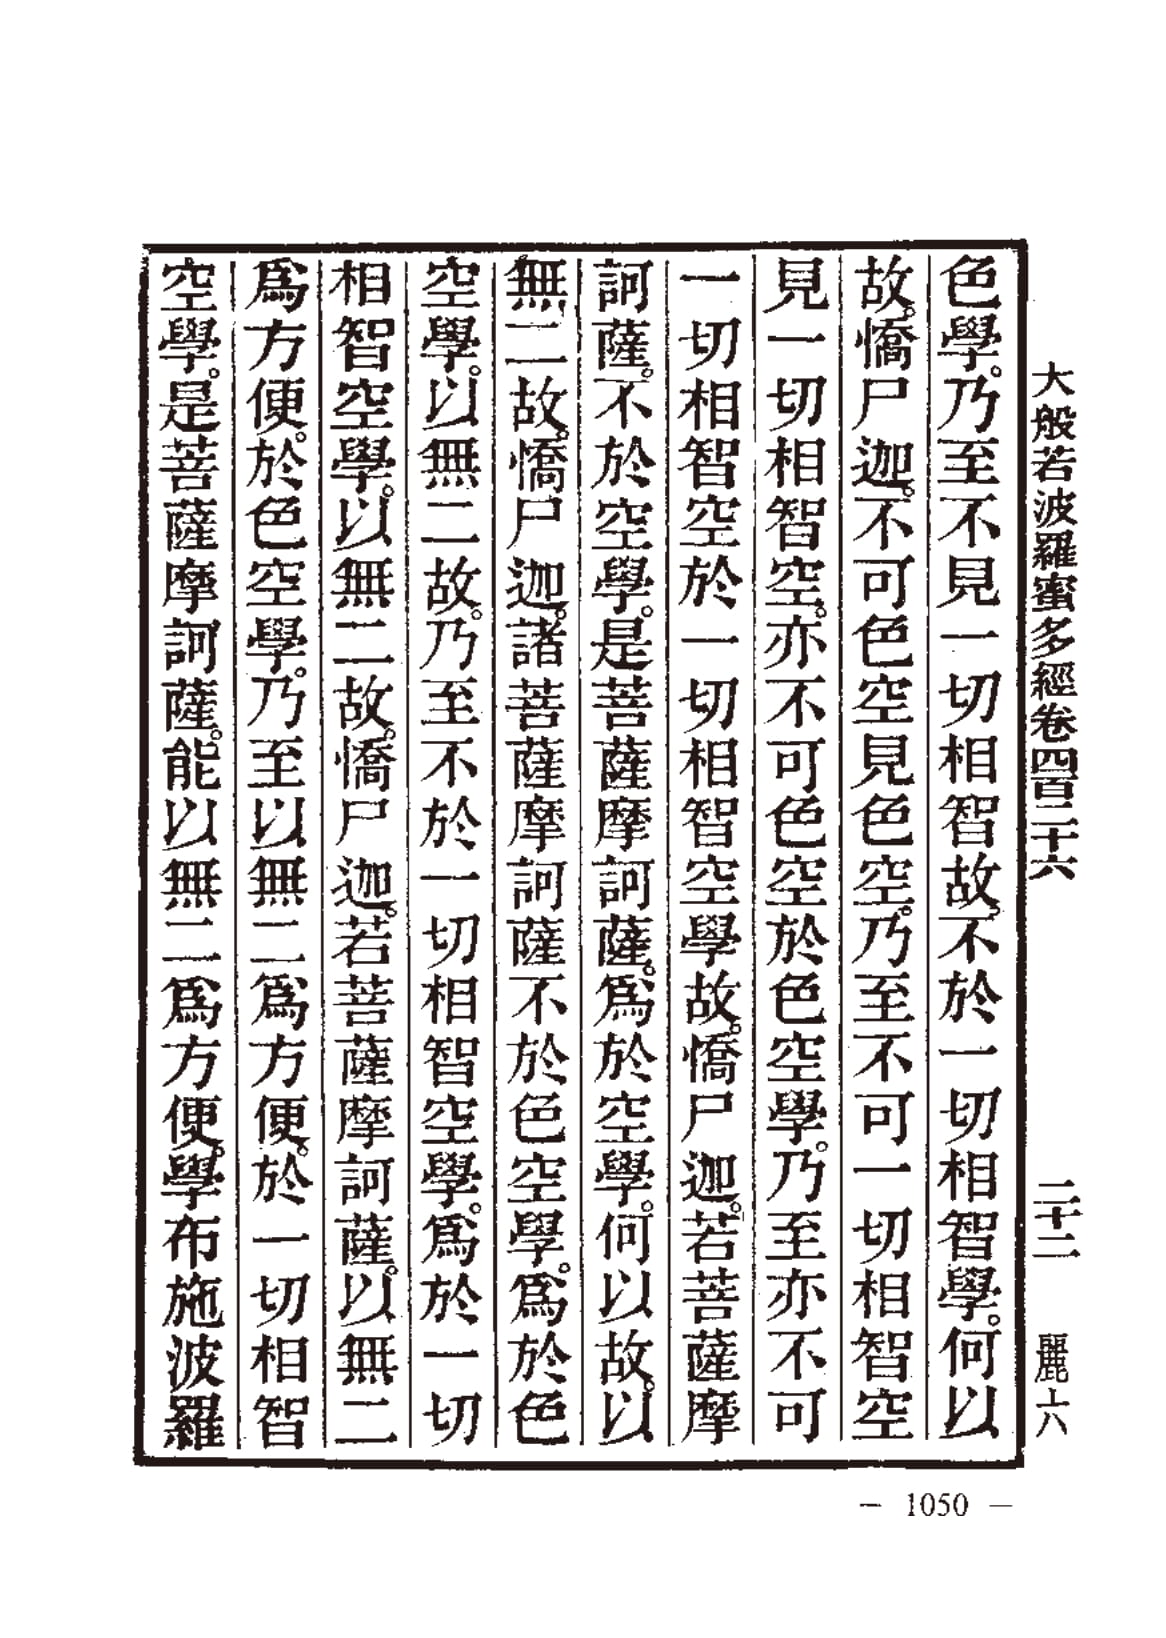 大般若波羅蜜多經卷四百二十六　二十二　麗六
色學。乃至不見一切相智故。不於一切相智學。何以
故。憍尸迦。不可色空見色空。乃至不可一切相智空
見一切相智空。亦不可色空於色空學。乃至亦不可
一切相智空於一切相智空學故。憍尸迦。若菩薩摩
訶薩。不於空學。是菩薩摩訶薩。爲於空學。何以故。以
無二故。憍尸迦。諸菩薩摩訶薩不於色空學。爲於色
空學。以無二故。乃至不於一切相智空學。爲於一切
相智空學。以無二故。憍尸迦。若菩薩摩訶薩。以無二
爲方便。於色空學。乃至以無二爲方便。於一切相智
空學。是菩薩摩訶薩。能以無二爲方便。學布施波羅
— 1050 —